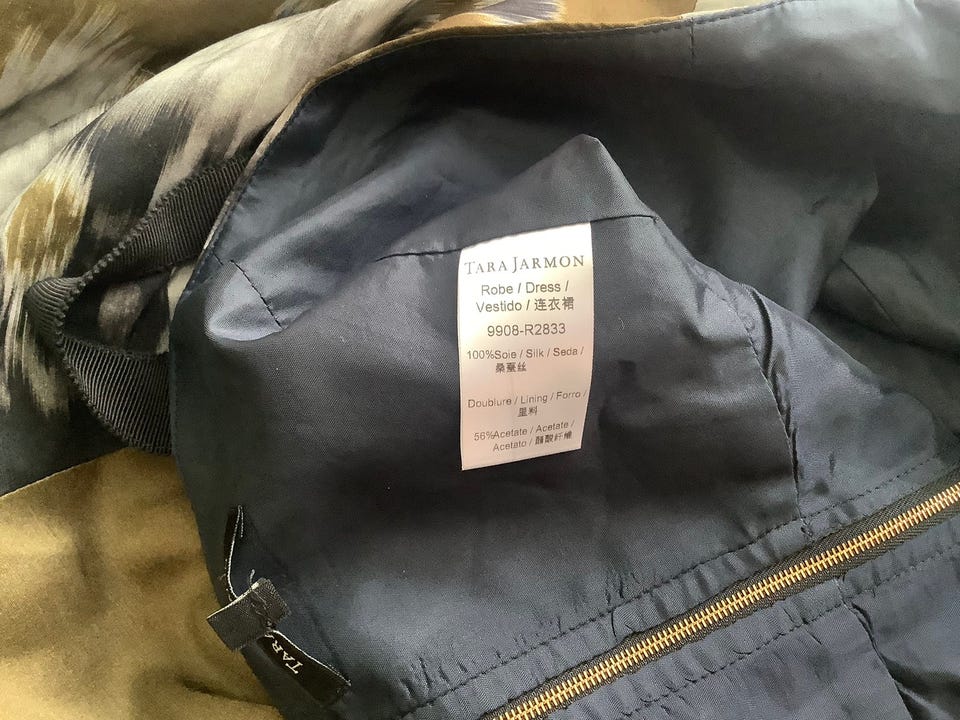 TARA JARMON
Robe / Dress /
Vestido / 连衣裙
9908-R2833
100%Soie / Silk / Seda /
桑蚕丝
Doublure / Lining / Forro /
里料
56%Acetate / Acetate /
Acetato / 醋酸纤维
TAR